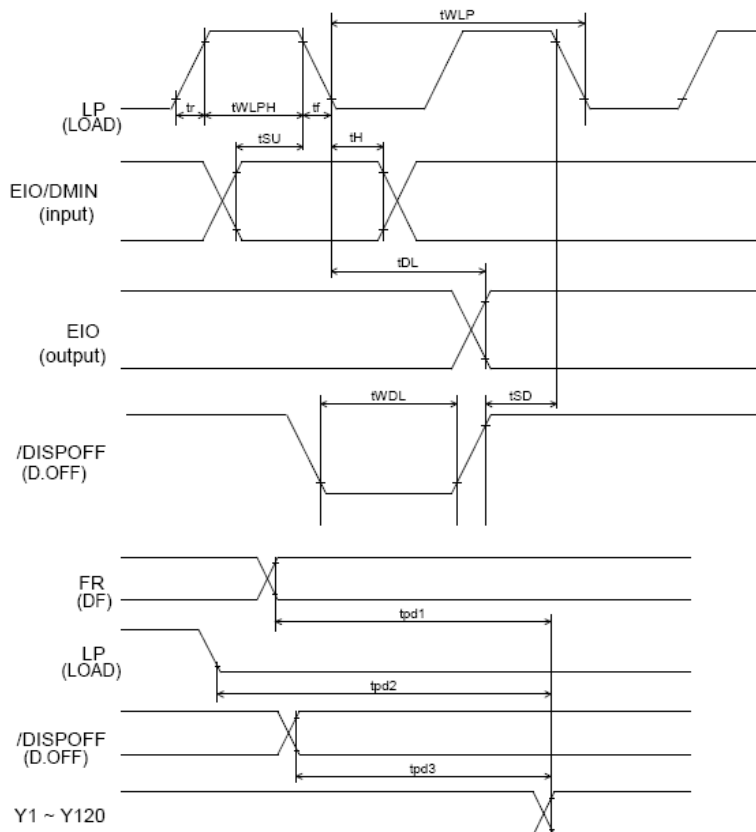 tWLP
tr tWLPH tf
LP
(LOAD)
tSU tH
EIO/DMIN
(input)
tDL
EIO
(output)
tWDL tSD
/DISPOFF
(D.OFF)
FR
(DF)
tpd1
LP
(LOAD)
tpd2
/DISPOFF
(D.OFF)
tpd3
Y1 ~ Y120